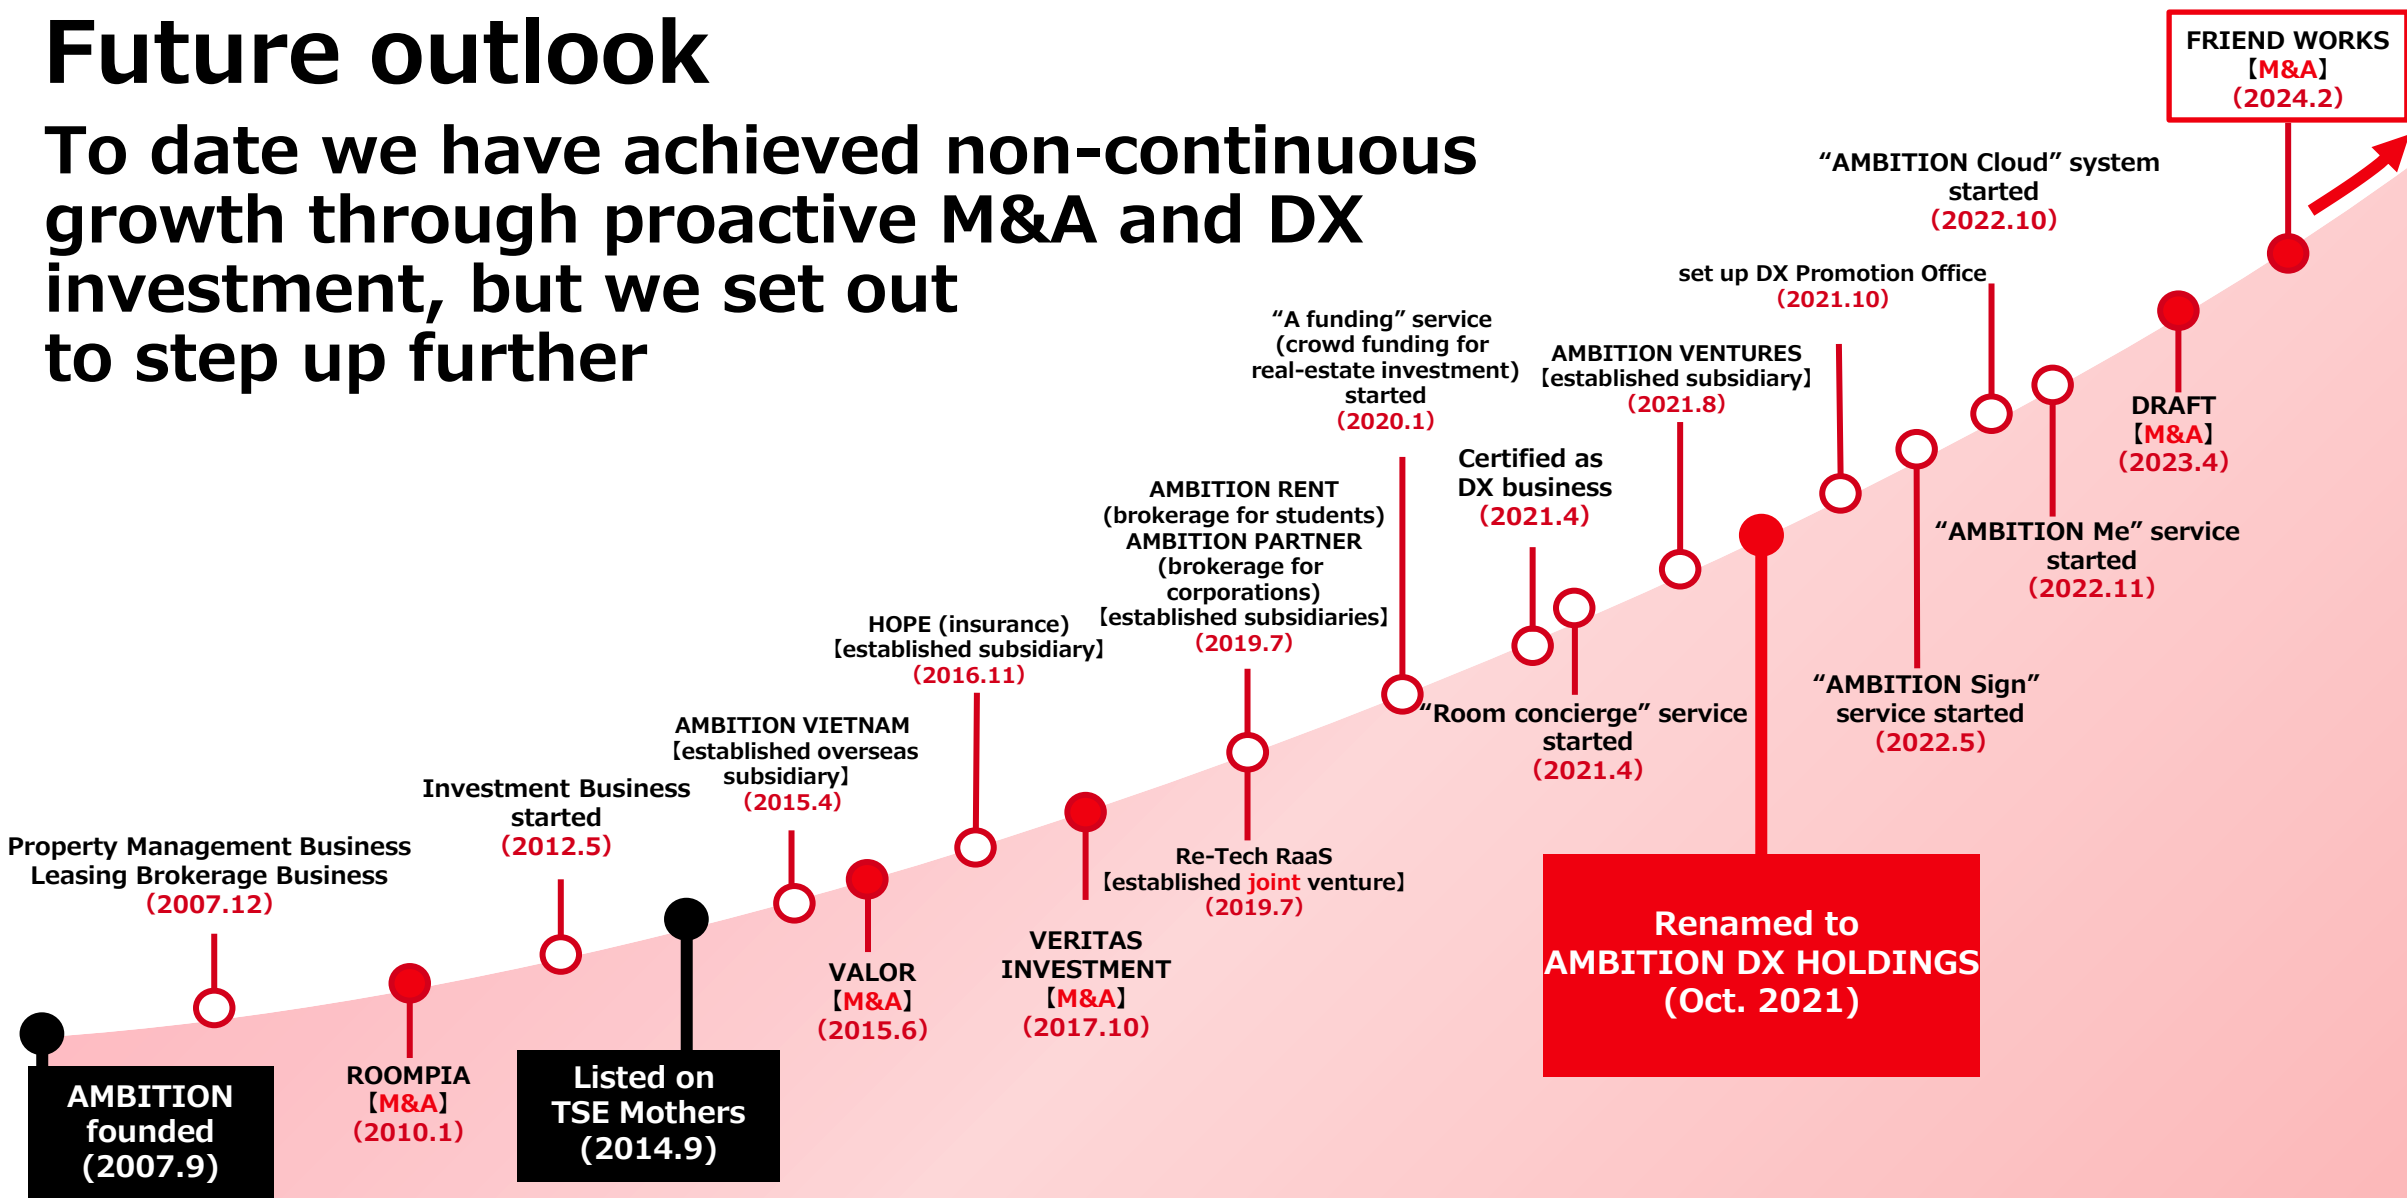 Future outlook
To date we have achieved non-continuous
growth through proactive M&A and DX
investment, but we set out
to step up further
AMBITION
founded
(2007.9)
Property Management Business
Leasing Brokerage Business
（2007.12）
ROOMPIA
【M&A】
（2010.1）
Investment Business
started
（2012.5）
Listed on
TSE Mothers
(2014.9)
AMBITION VIETNAM
【established overseas
subsidiary】
（2015.4）
VALOR
【M&A】
（2015.6）
HOPE (insurance)
【established subsidiary】
（2016.11）
VERITAS
INVESTMENT
【M&A】
（2017.10）
AMBITION RENT
(brokerage for students)
AMBITION PARTNER
(brokerage for
corporations)
【established subsidiaries】
（2019.7）
Re-Tech RaaS
【established joint venture】
（2019.7）
“A funding” service
(crowd funding for
real-estate investment)
started
（2020.1）
Certified as
DX business
（2021.4）
“Room concierge” service
started
（2021.4）
AMBITION VENTURES
【established subsidiary】
（2021.8）
Renamed to
AMBITION DX HOLDINGS
(Oct. 2021)
set up DX Promotion Office
（2021.10）
“AMBITION Sign”
service started
（2022.5）
“AMBITION Cloud” system
started
（2022.10）
“AMBITION Me” service
started
（2022.11）
DRAFT
【M&A】
（2023.4）
FRIEND WORKS
【M&A】
（2024.2）